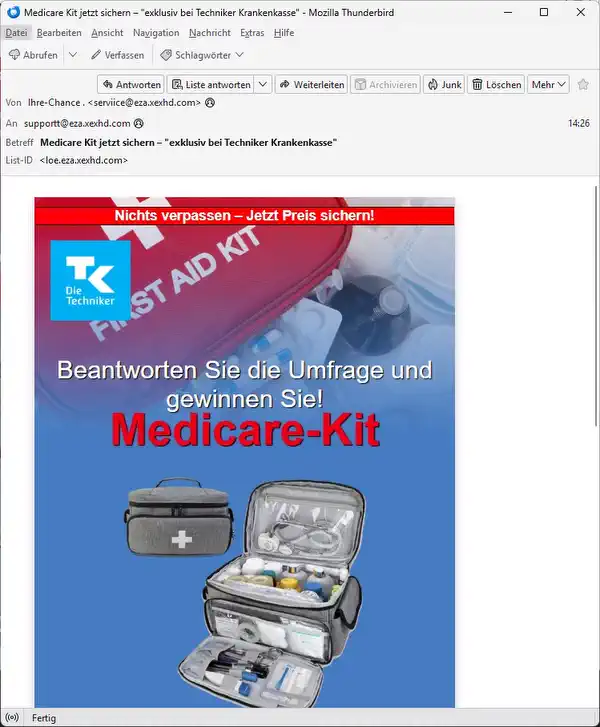 Medicare Kit jetzt sichern – "exklusiv bei Techniker Krankenkasse" - Mozilla Thunderbird
Datei Bearbeiten Ansicht Navigation Nachricht Extras Hilfe
Abrufen Verfassen Schlagwörter
Antworten Liste antworten Weiterleiten Archivieren Junk Löschen Mehr
Von Ihre-Chance . <serviice@eza.xexhd.com>
An supportt@eza.xexhd.com 14:26
Betreff Medicare Kit jetzt sichern – "exklusiv bei Techniker Krankenkasse"
List-ID <loe.eza.xexhd.com>
Nichts verpassen – Jetzt Preis sichern!
TK
Die
Techniker
FIRST AID KIT
Beantworten Sie die Umfrage und
gewinnen Sie!
Medicare-Kit
Fertig